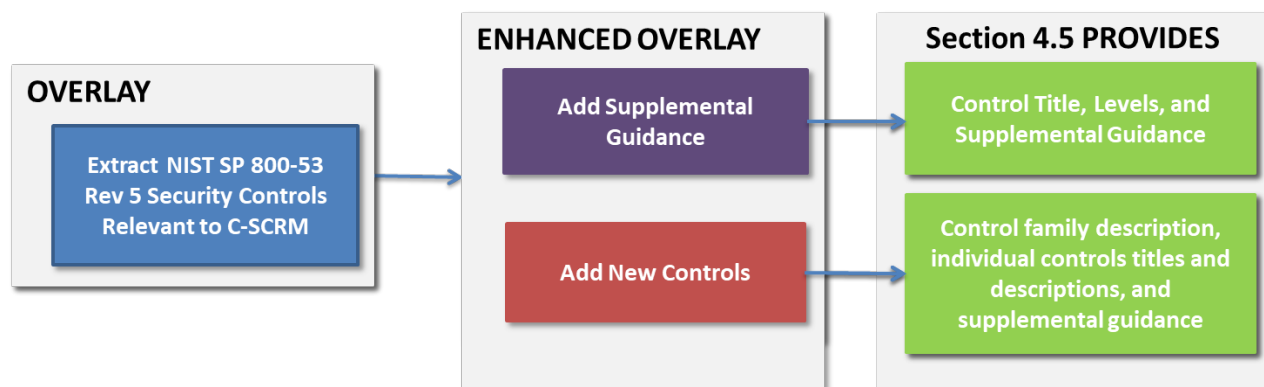 OVERLAY
Extract NIST SP 800-53
Rev 5 Security Controls
Relevant to C-SCRM
ENHANCED OVERLAY
Add Supplemental
Guidance
Add New Controls
Section 4.5 PROVIDES
Control Title, Levels, and
Supplemental Guidance
Control family description,
individual controls titles and
descriptions, and
supplemental guidance